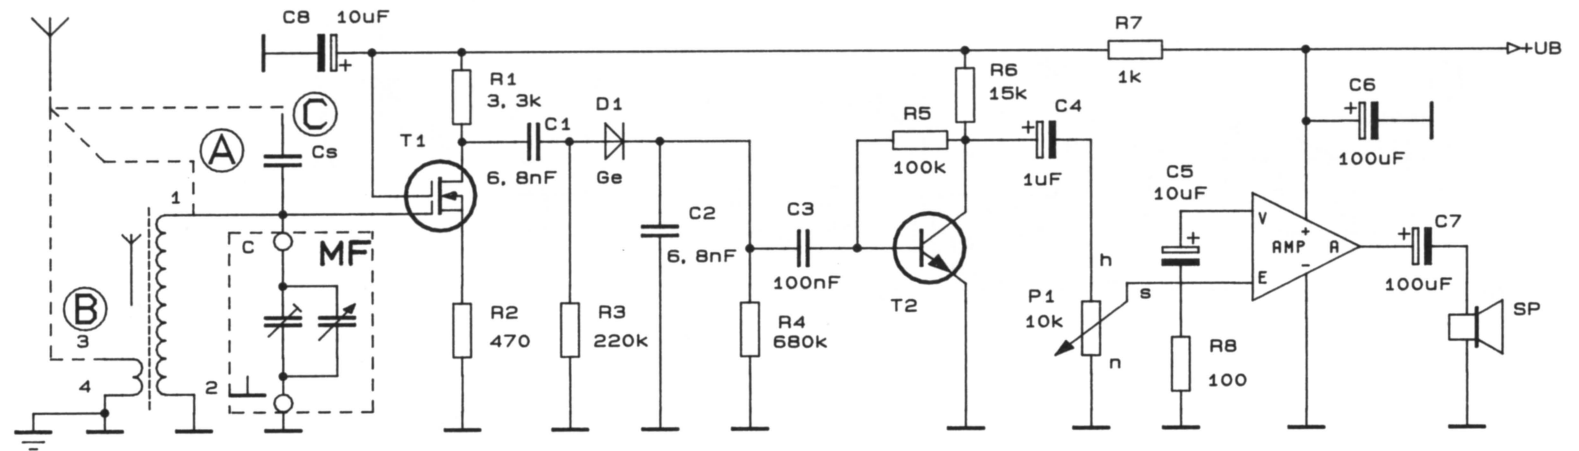 C8 10uF
+
R7
1k
+UB
R1
3,3k
D1
R6
15k
C6
+
100uF
C
A
Cs
T1
C1
6,8nF
Ge
R5
100k
C4
+
1uF
C5
10uF
+
1
C2
6,8nF
C3
100nF
C7
+
100uF
V
AMP
+
-
A
E
C
MF
B
3
4
2
T2
h
P1
10k
s
n
R2
470
R3
220k
R4
680k
R8
100
SP